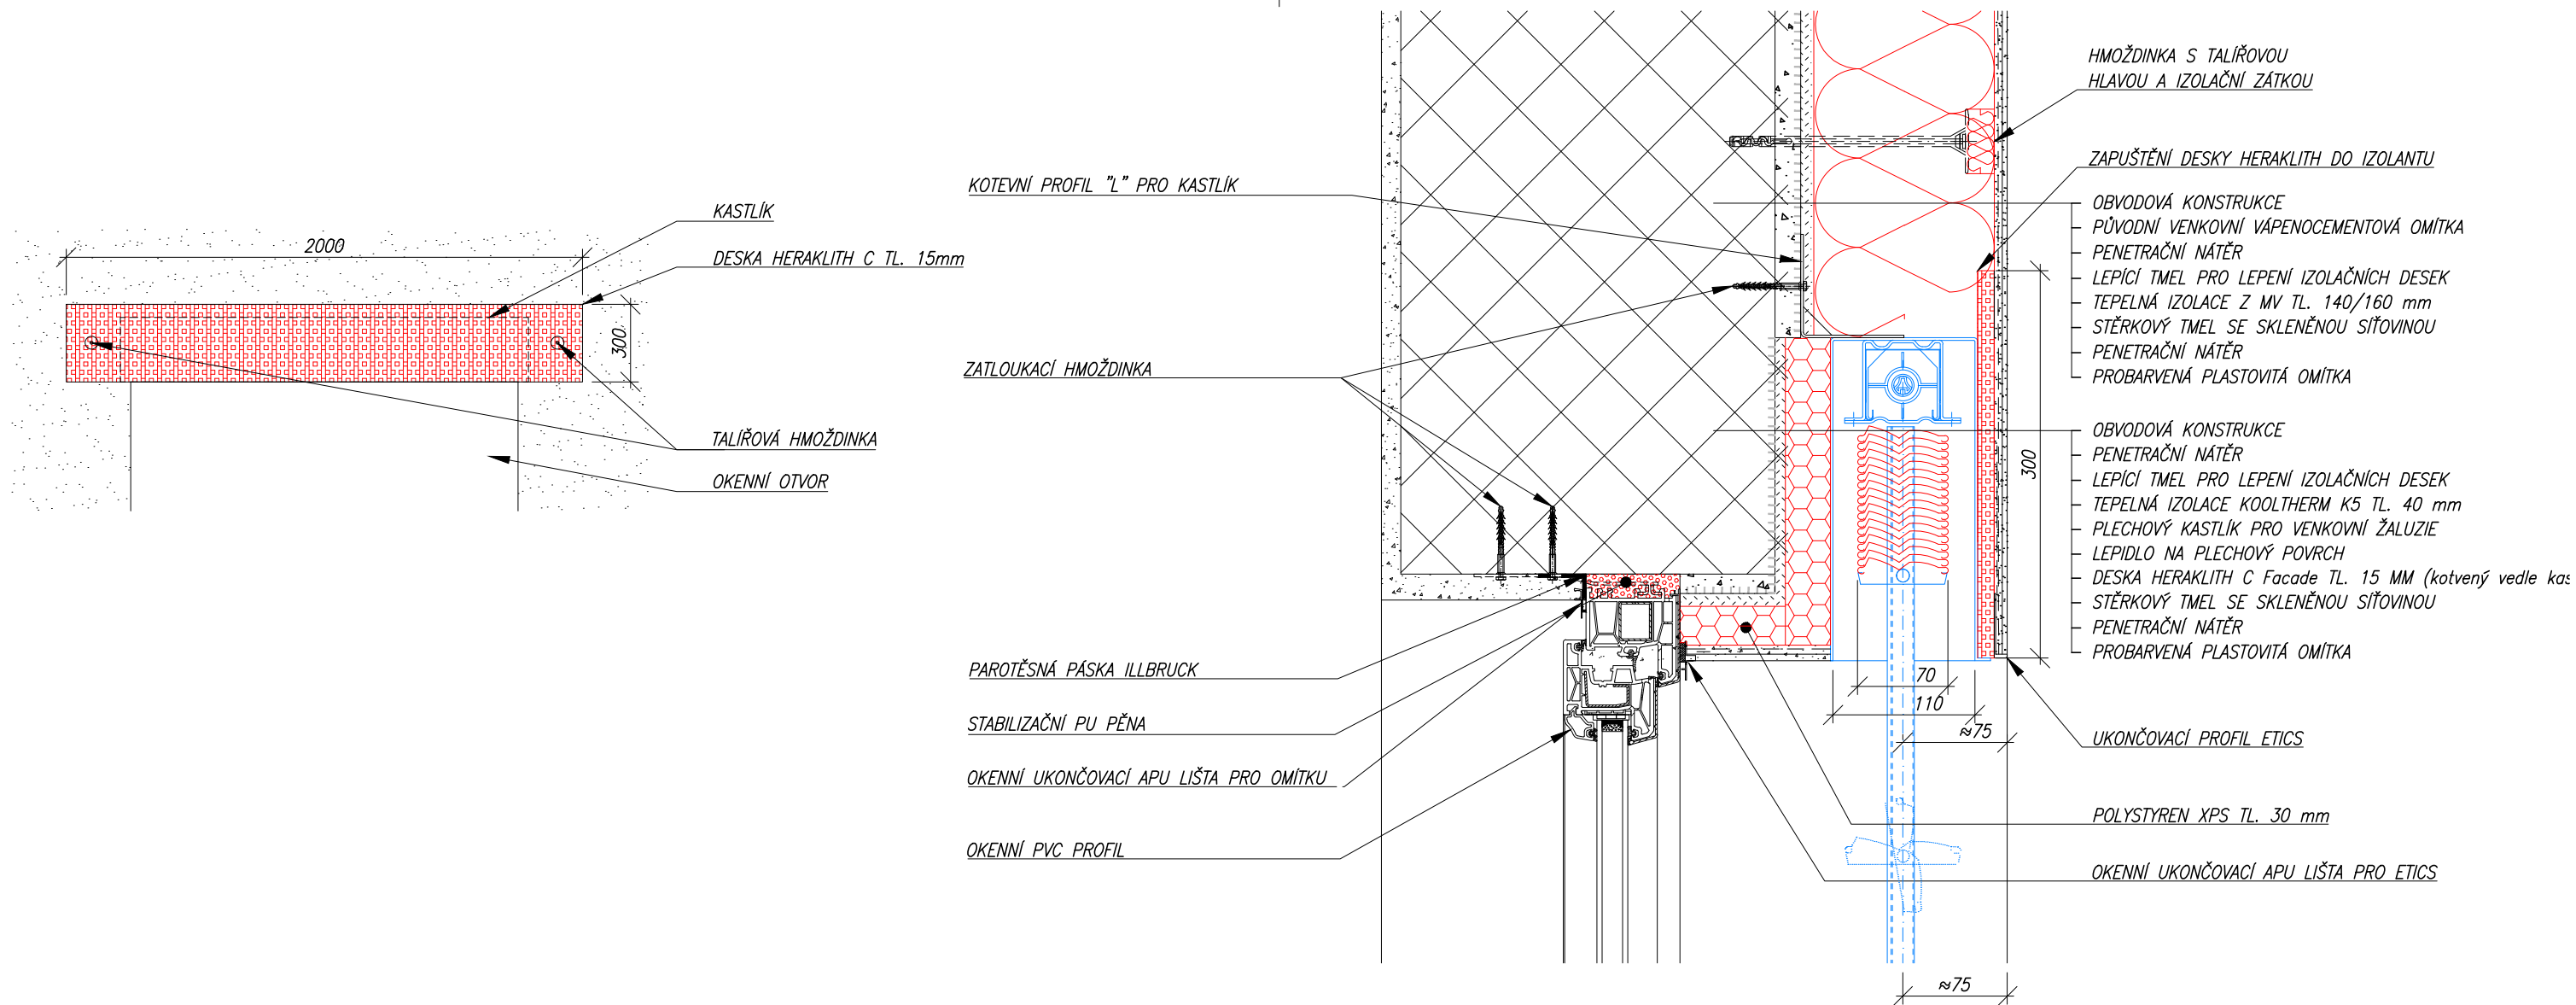 KASTLÍK
2000
DESKA HERAKLITH C TL. 15mm
300
TALÍŘOVÁ HMOŽDINKA
OKENNÍ OTVOR
KOTEVNÍ PROFIL "L" PRO KASTLÍK
ZATLOUKACÍ HMOŽDINKA
PAROTĚSNÁ PÁSKA ILLBRUCK
STABILIZAČNÍ PU PĚNA
OKENNÍ UKONČOVACÍ APU LIŠTA PRO OMÍTKU
OKENNÍ PVC PROFIL
HMOŽDINKA S TALÍŘOVOU
HLAVOU A IZOLAČNÍ ZÁTKOU
ZAPUŠTĚNÍ DESKY HERAKLITH DO IZOLANTU
OBVODOVÁ KONSTRUKCE
PŮVODNÍ VENKOVNÍ VÁPENOCEMENTOVÁ OMÍTKA
PENETRAČNÍ NÁTĚR
LEPÍCÍ TMEL PRO LEPENÍ IZOLAČNÍCH DESEK
TEPELNÁ IZOLACE Z MV TL. 140/160 mm
STĚRKOVÝ TMEL SE SKLENĚNOU SÍŤOVINOU
PENETRAČNÍ NÁTĚR
PROBARVENÁ PLASTOVITÁ OMÍTKA
OBVODOVÁ KONSTRUKCE
PENETRAČNÍ NÁTĚR
LEPÍCÍ TMEL PRO LEPENÍ IZOLAČNÍCH DESEK
TEPELNÁ IZOLACE KOOLTHERM K5 TL. 40 mm
PLECHOVÝ KASTLÍK PRO VENKOVNÍ ŽALUZIE
LEPIDLO NA PLECHOVÝ POVRCH
DESKA HERAKLITH C Facade TL. 15 MM (kotvený vedle kas
STĚRKOVÝ TMEL SE SKLENĚNOU SÍŤOVINOU
PENETRAČNÍ NÁTĚR
PROBARVENÁ PLASTOVITÁ OMÍTKA
300
70
110
≈75
UKONČOVACÍ PROFIL ETICS
POLYSTYREN XPS TL. 30 mm
OKENNÍ UKONČOVACÍ APU LIŠTA PRO ETICS
≈75